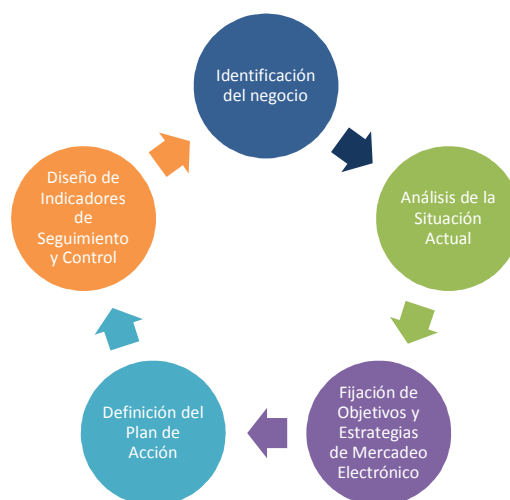 Identificación
del negocio
Análisis de la
Situación
Actual
Fijación de
Objetivos y
Estrategias
de Mercadeo
Electrónico
Definición del
Plan de
Acción
Diseño de
Indicadores
de
Seguimiento
y Control